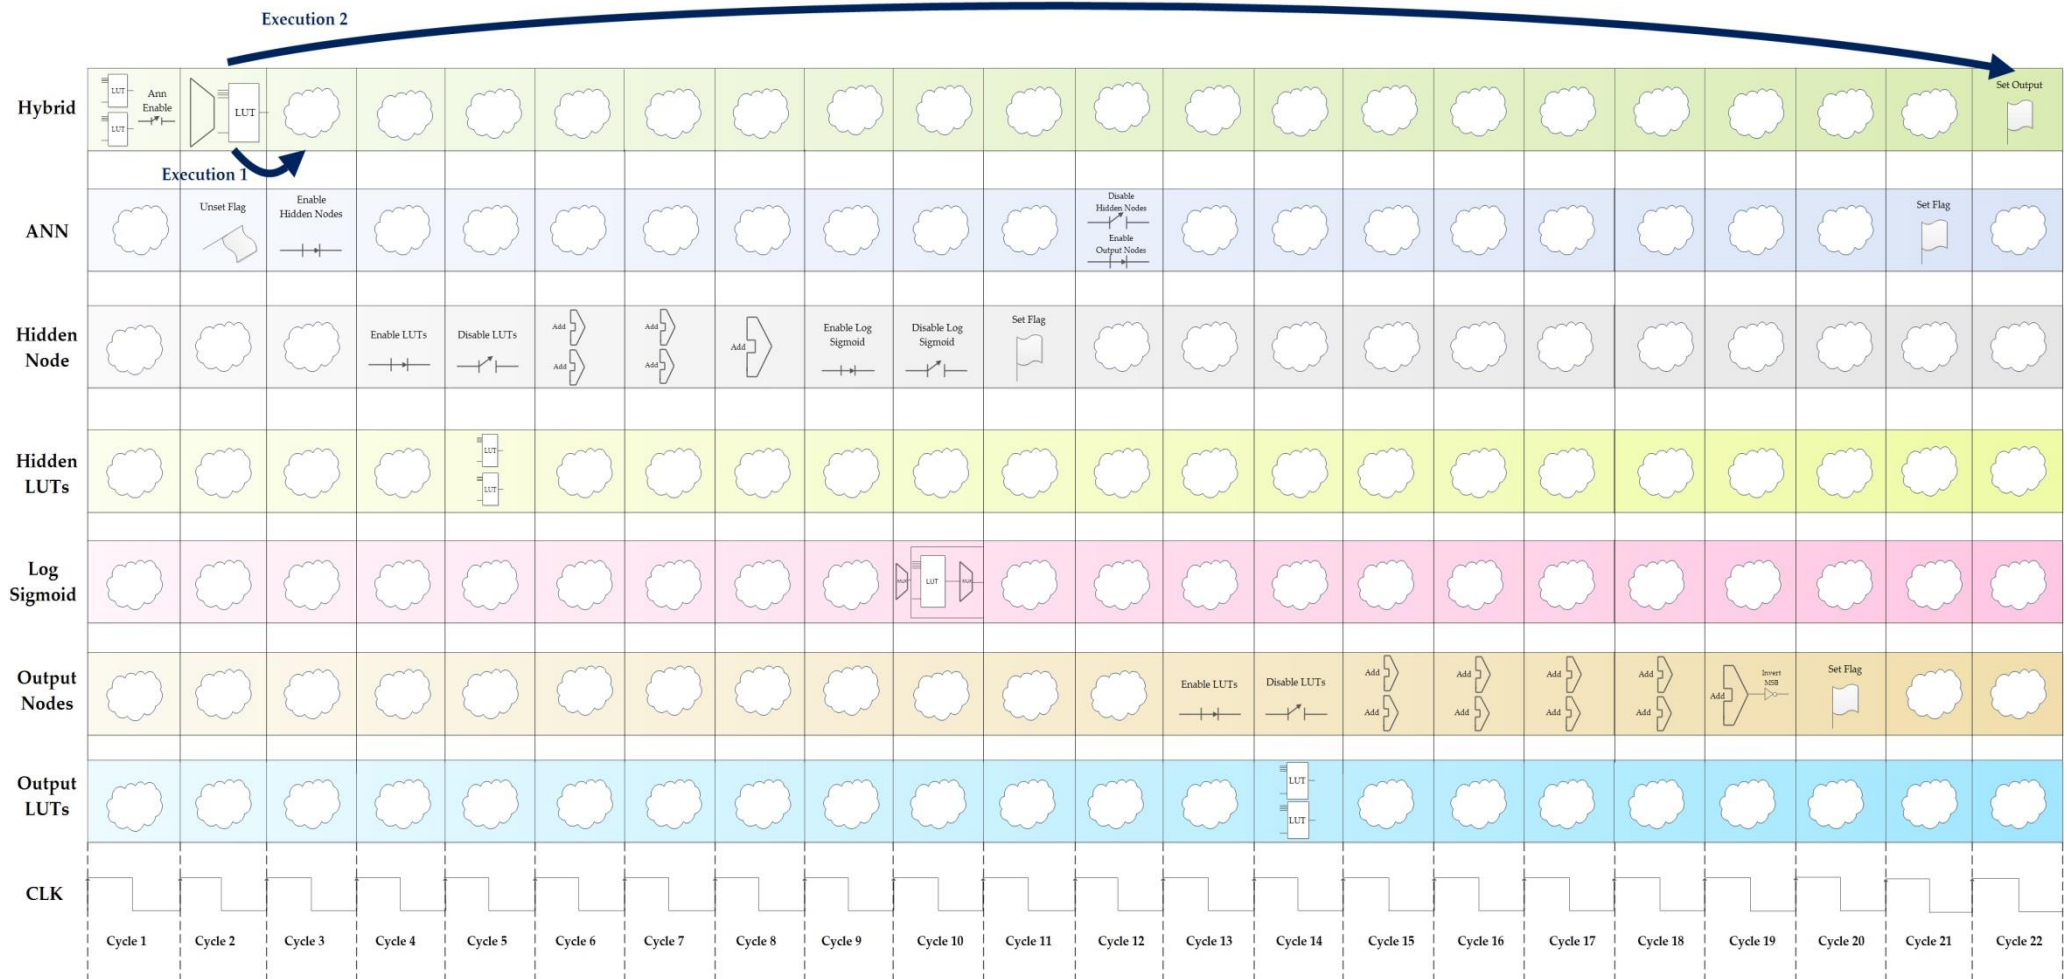 Execution 2
Hybrid
LUT
LUT
Ann
Enable
LUT
Set Output
Execution 1
ANN
Unset Flag
Enable
Hidden Nodes
Disable
Hidden Nodes
Enable
Output Nodes
Set Flag
Hidden
Node
Enable LUTs
Disable LUTs
Add
Add
Add
Add
Add
Enable Log
Sigmoid
Disable Log
Sigmoid
Set Flag
Hidden
LUTs
LUT
LUT
Log
Sigmoid
MUX
LUT
MUX
Output
Nodes
Enable LUTs
Disable LUTs
Add
Add
Add
Add
Add
Add
Add
Add
Add
Invert
MSB
Set Flag
Output
LUTs
LUT
LUT
CLK
Cycle 1
Cycle 2
Cycle 3
Cycle 4
Cycle 5
Cycle 6
Cycle 7
Cycle 8
Cycle 9
Cycle 10
Cycle 11
Cycle 12
Cycle 13
Cycle 14
Cycle 15
Cycle 16
Cycle 17
Cycle 18
Cycle 19
Cycle 20
Cycle 21
Cycle 22